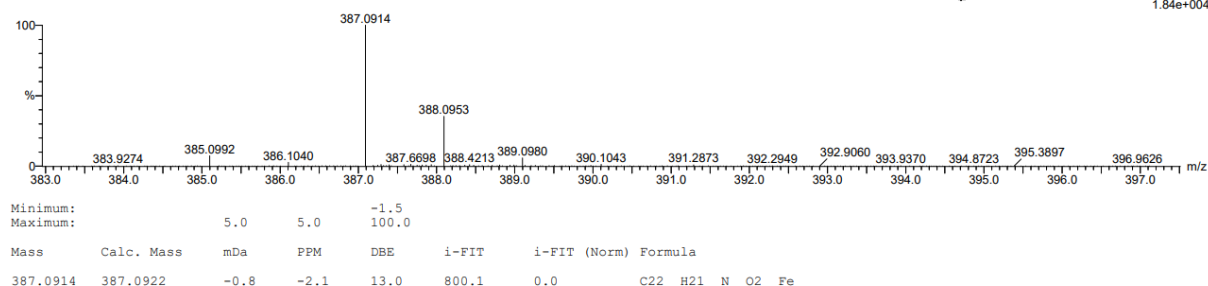 1.84e+004
100
387.0914
%
388.0953
383.9274 385.0992 386.1040 387.6698 388.4213 389.0980 390.1043 391.2873 392.2949 392.9060 393.9370 394.8723 395.3897 396.9626
0
m/z
383.0 384.0 385.0 386.0 387.0 388.0 389.0 390.0 391.0 392.0 393.0 394.0 395.0 396.0 397.0
Minimum: -1.5
Maximum: 5.0 5.0 100.0
Mass Calc. Mass mDa PPM DBE i-FIT i-FIT (Norm) Formula
387.0914 387.0922 -0.8 -2.1 13.0 800.1 0.0 C22 H21 N O2 Fe